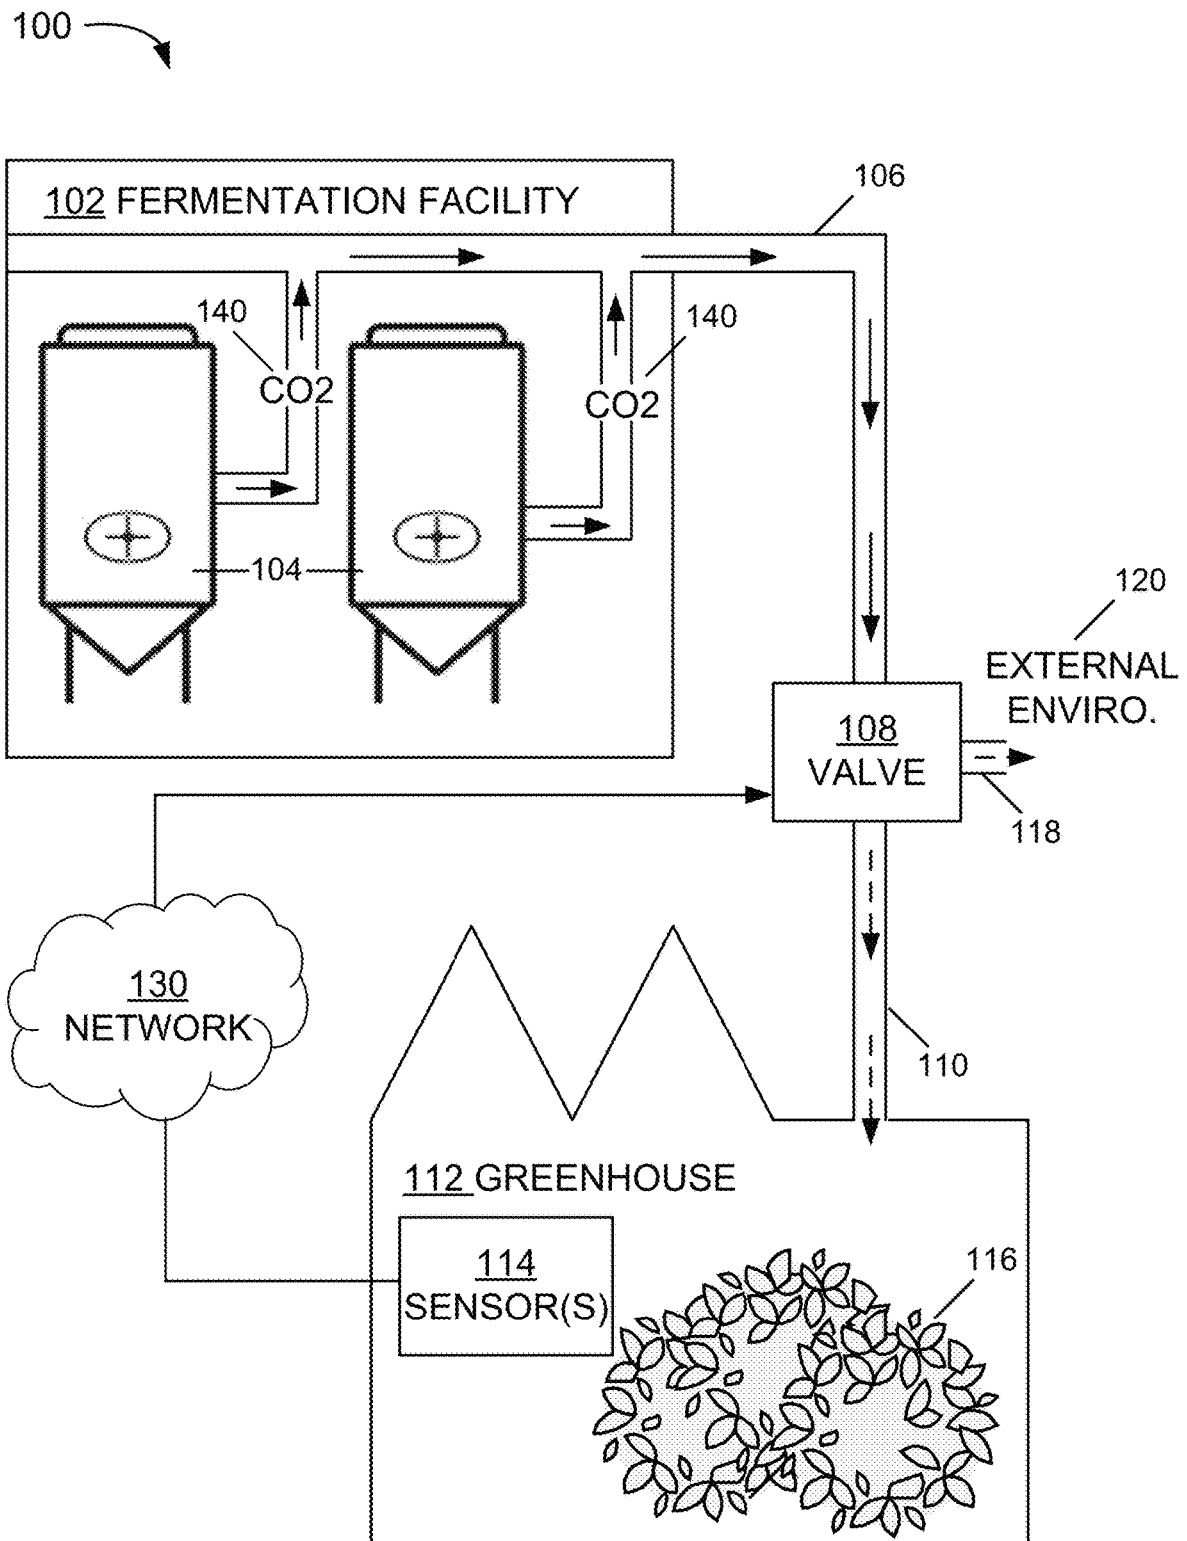 100
102 FERMENTATION FACILITY
106
140
140
CO2
CO2
104
120
EXTERNAL
ENVIRO.
108
VALVE
118
130
NETWORK
110
112 GREENHOUSE
114
SENSOR(S)
116